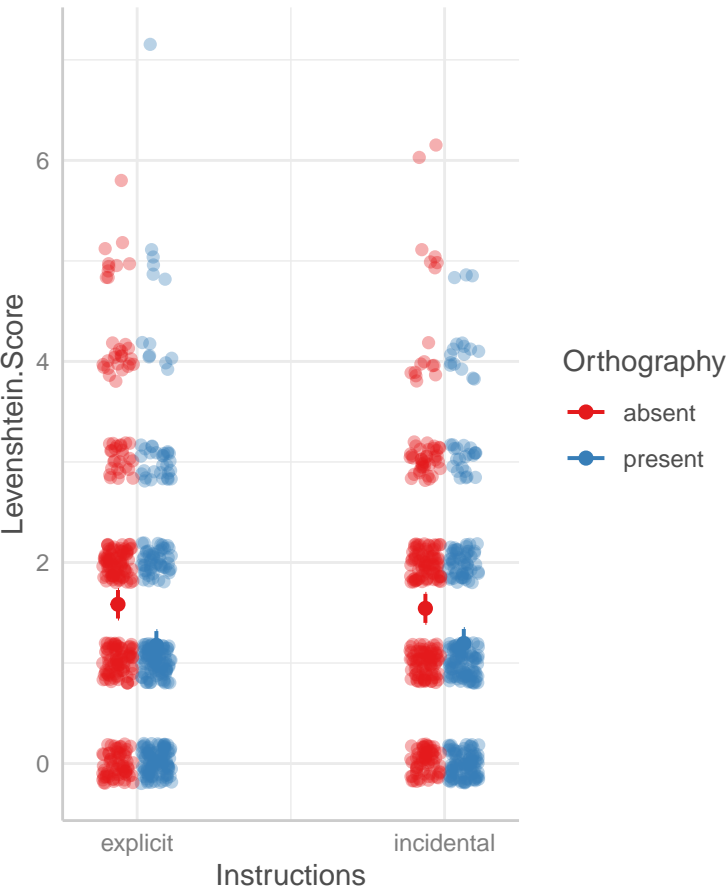 6
4
2
0
Levenshtein.Score
explicit
incidental
Instructions
Orthography
absent
present